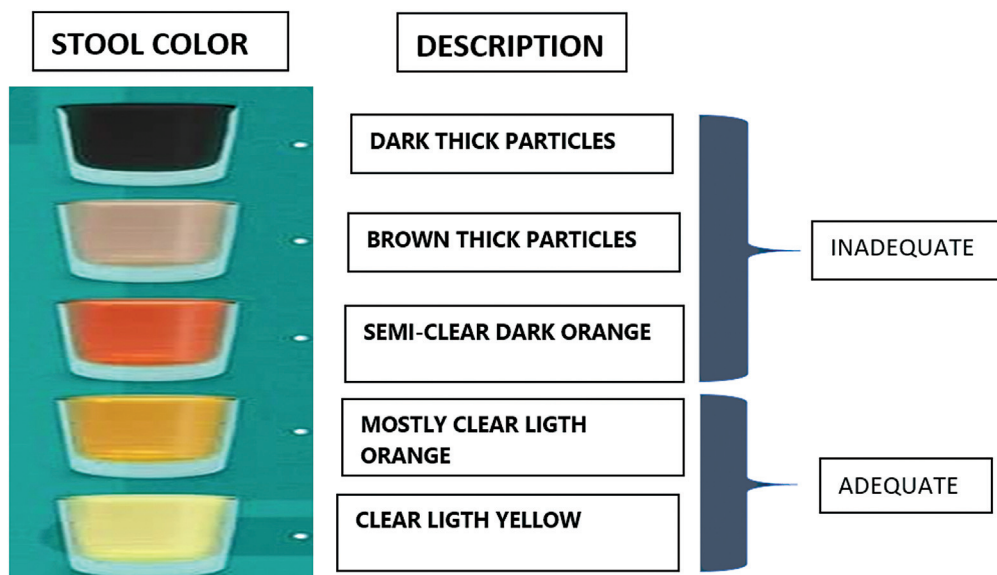 STOOL COLOR
DESCRIPTION
DARK THICK PARTICLES
BROWN THICK PARTICLES
INADEQUATE
SEMI-CLEAR DARK ORANGE
MOSTLY CLEAR LIGTH
ORANGE
ADEQUATE
CLEAR LIGTH YELLOW